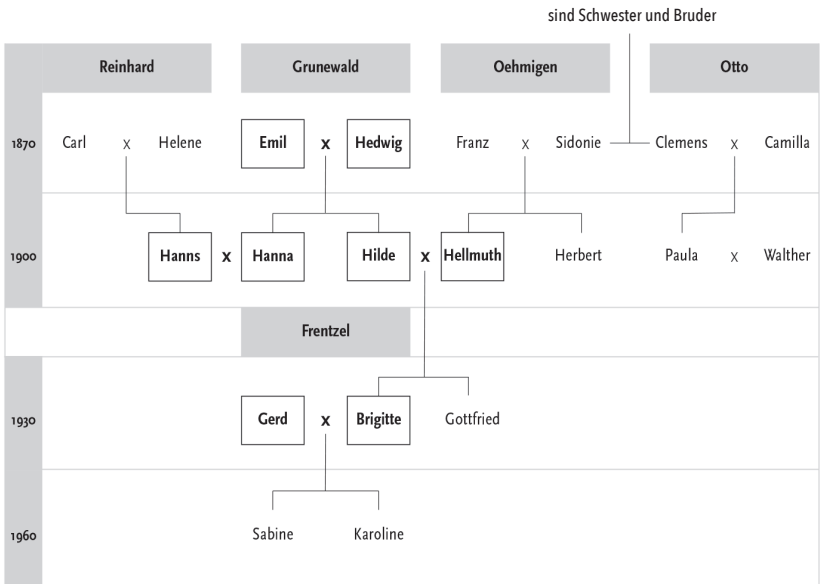 sind Schwester und Bruder
Reinhard Grunewald Oehmigen Otto
1870 Carl x Helene Emil x Hedwig Franz x Sidonie Clemens x Camilla
1900 Hanns x Hanna Hilde x Hellmuth Herbert Paula x Walther
Frentzel
1930 Gerd x Brigitte Gottfried
1960 Sabine Karoline